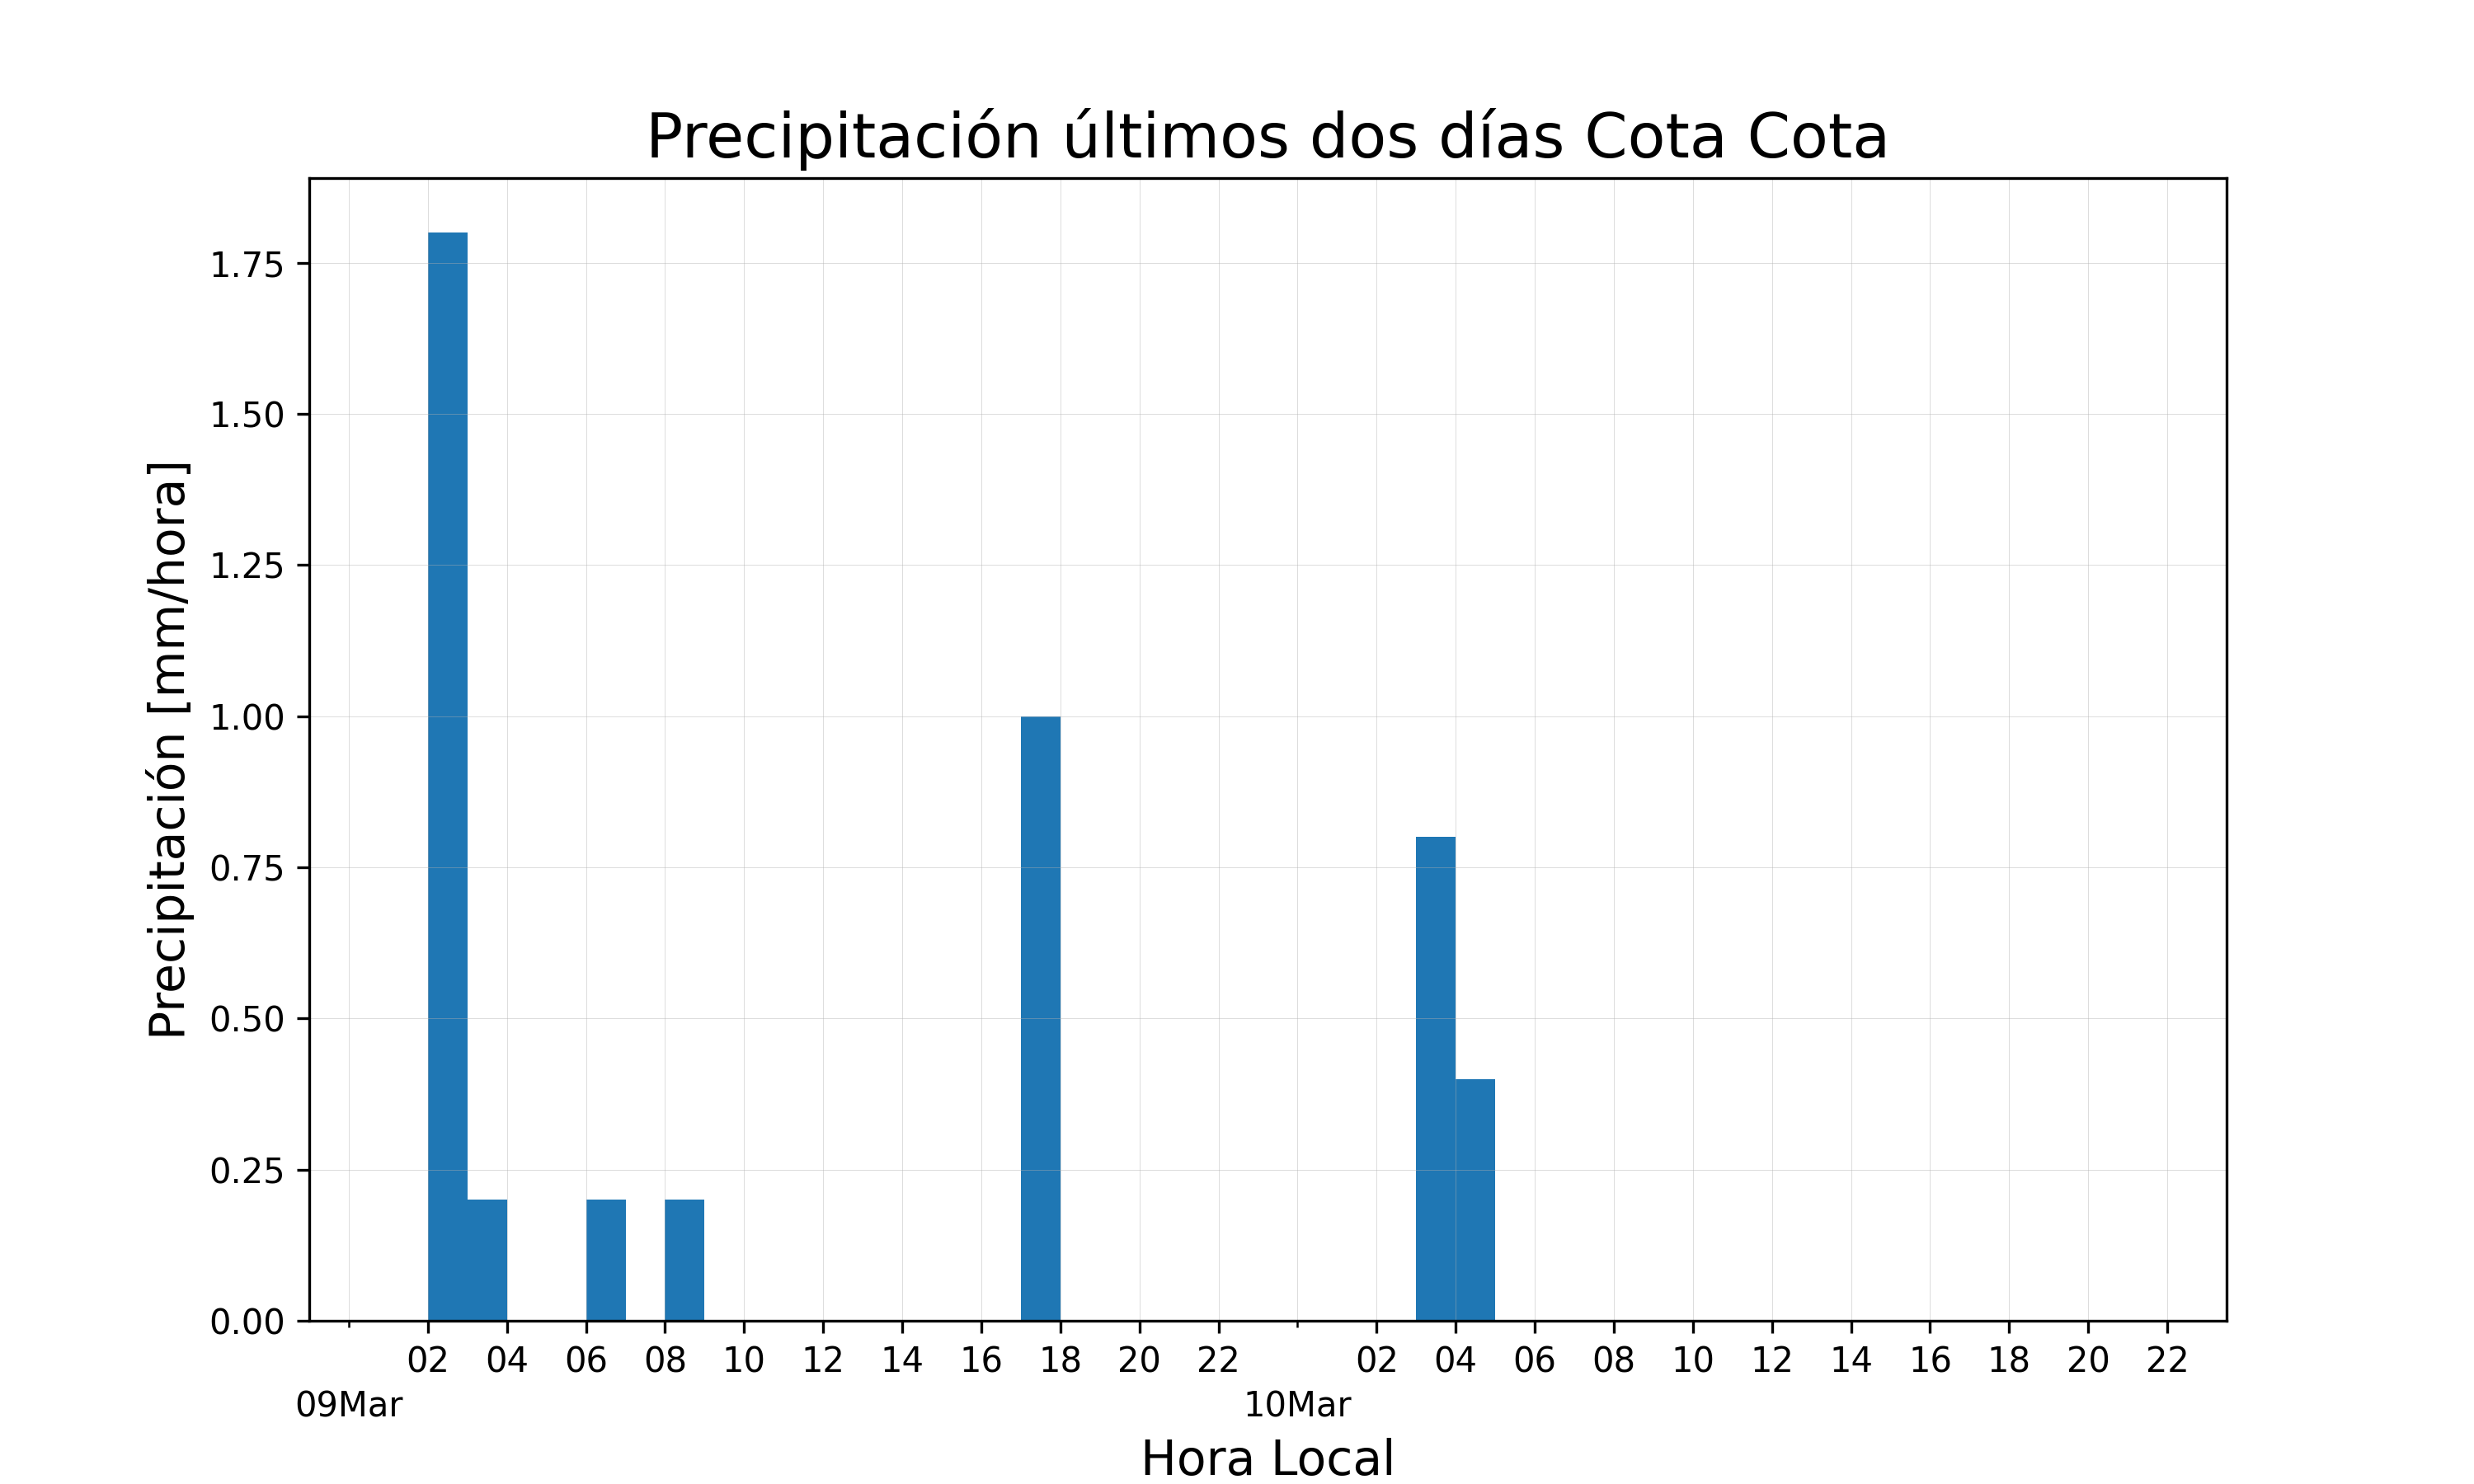 Precipitación últimos dos días Cota Cota
Precipitación [mm/hora]
1.75
1.50
1.25
1.00
0.75
0.50
0.25
0.00
02 04 06 08 10 12 14 16 18 20 22 02 04 06 08 10 12 14 16 18 20 22
09Mar 10Mar
Hora Local